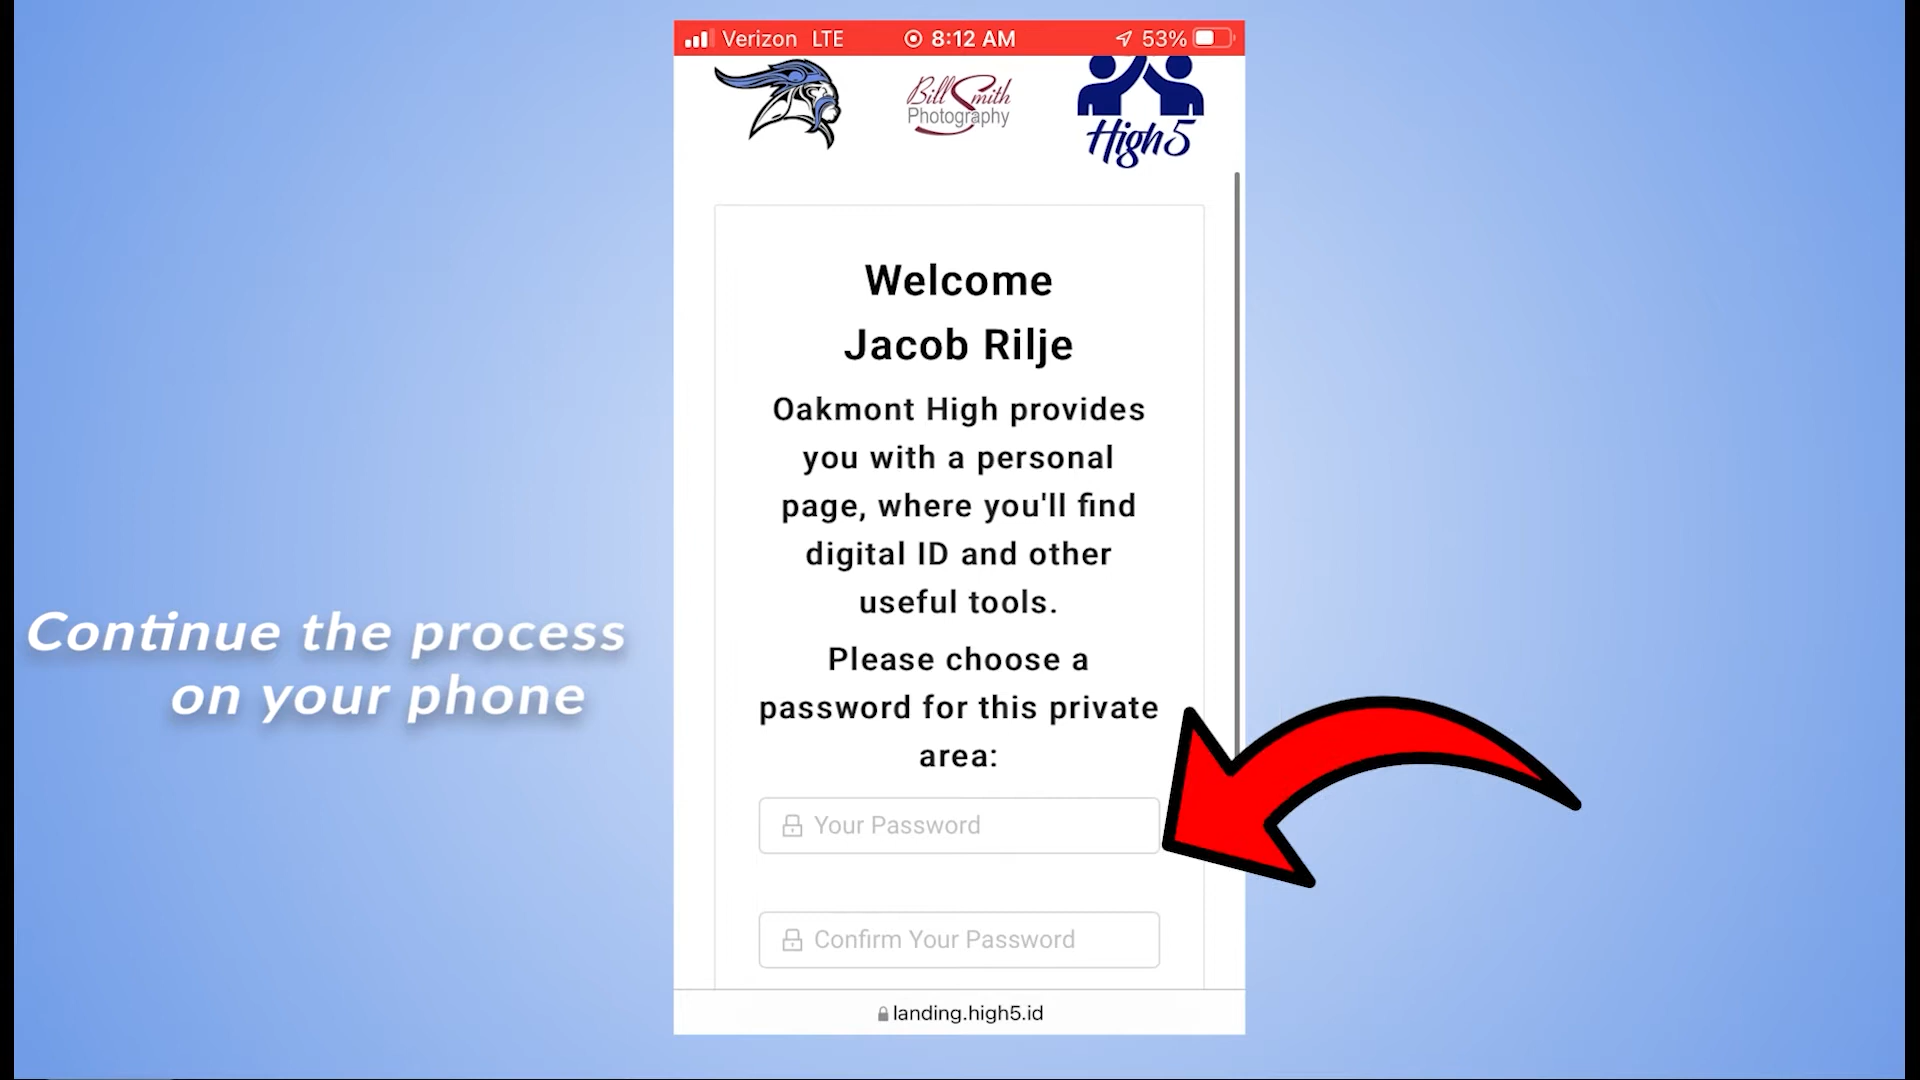 Verizon LTE 8:12 AM 53%
Bill Smith
Photography
High5
Welcome
Jacob Rilje
Oakmont High provides
you with a personal
page, where you'll find
digital ID and other
useful tools.
Please choose a
password for this private
area:
Your Password
Confirm Your Password
landing.high5.id
Continue the process
on your phone